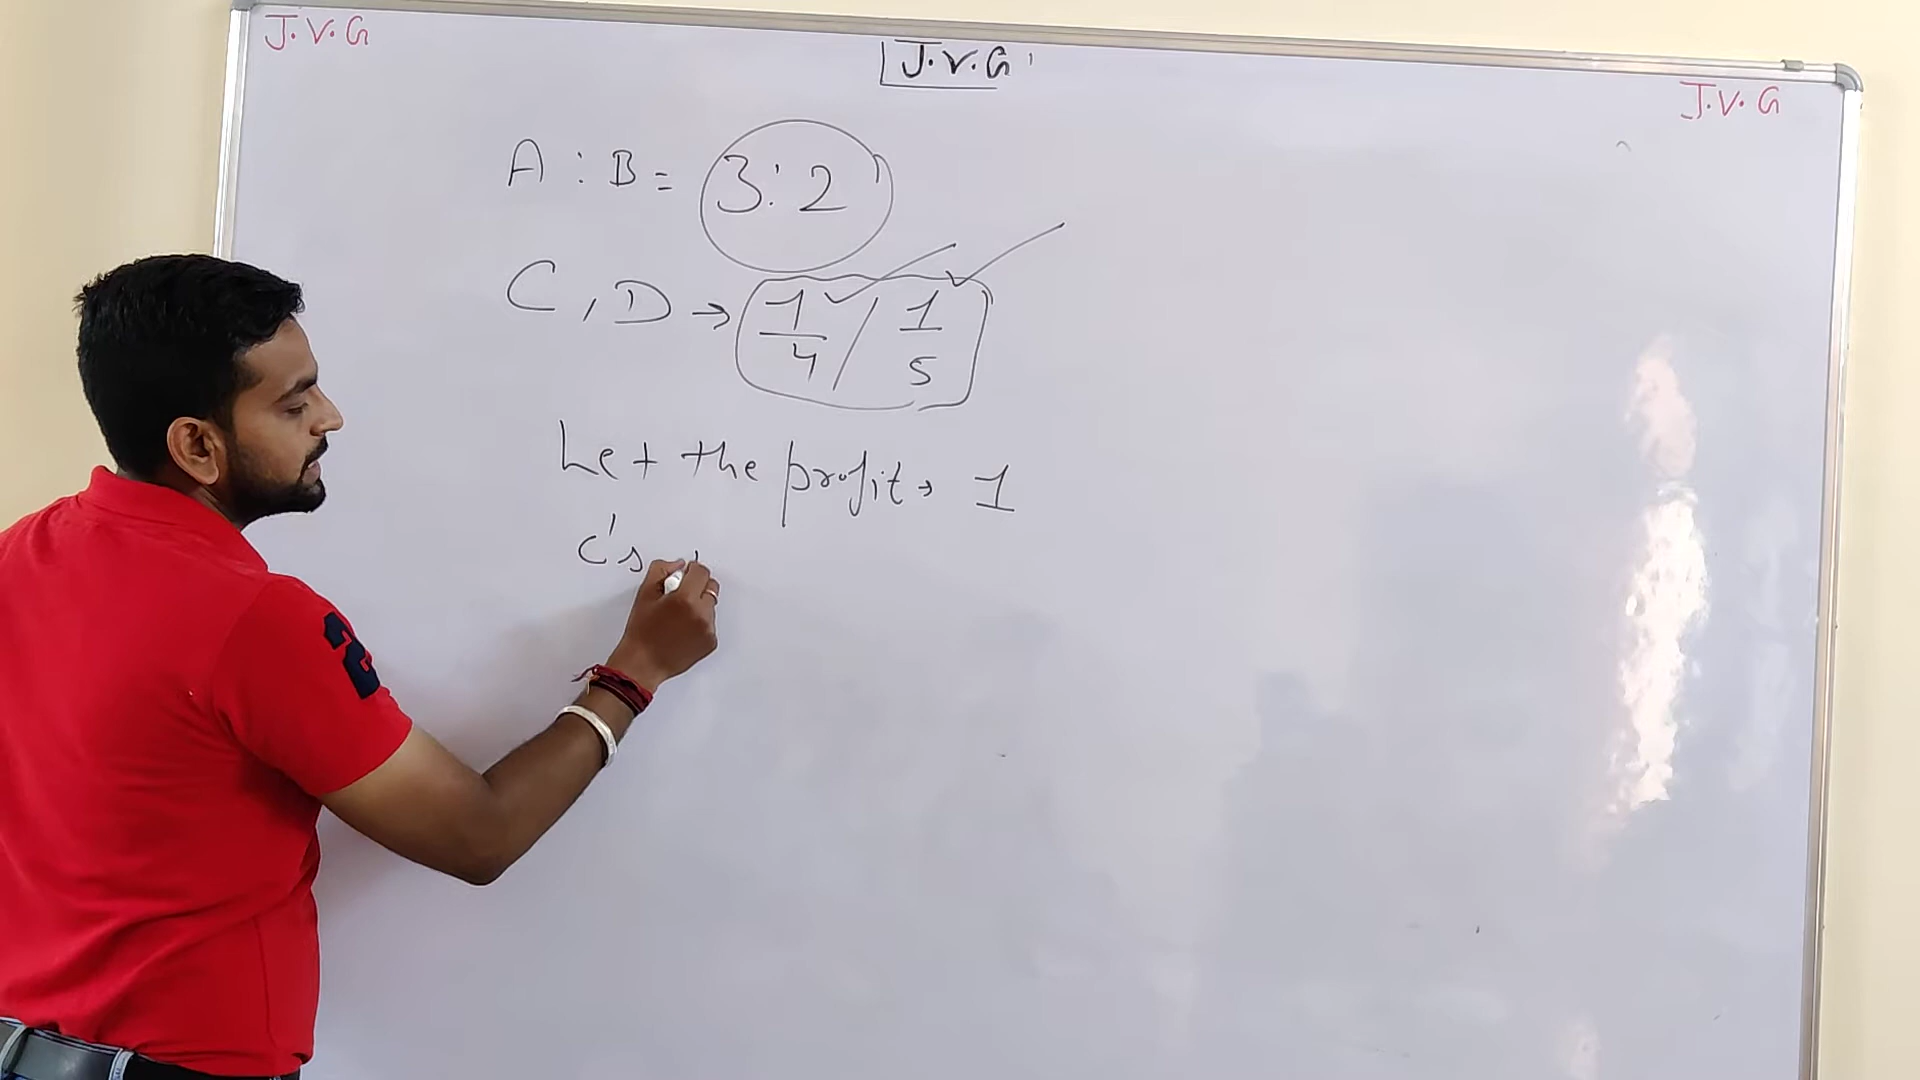 J.V.G
J.V.G
J.V.G
A : B = 3:2
C, D → 1/4 / 1/5
Let the profit → 1
C's